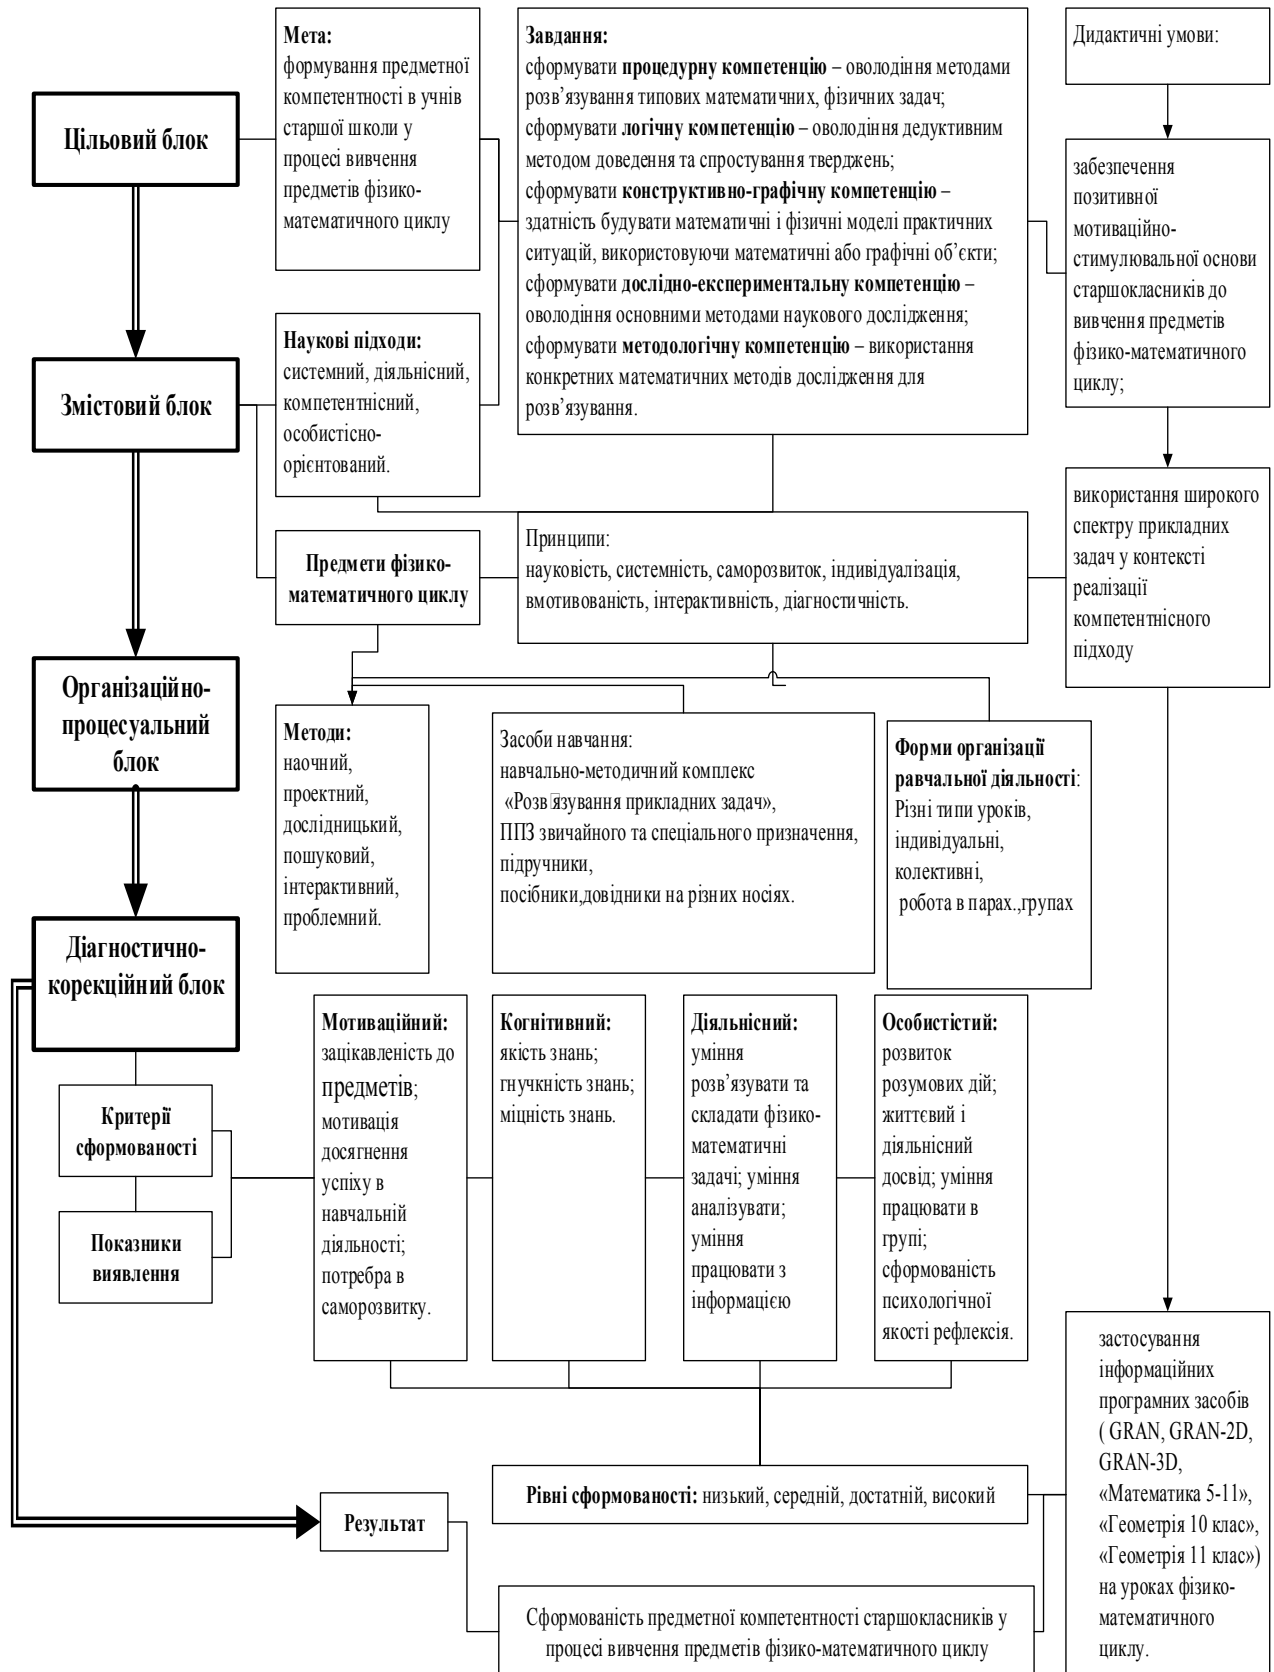 Мета:
формування предметної
компетентності в учнів
старшої школи у
процесі вивчення
предметів фізико-
математичного циклу
Завдання:
сформувати процедурну компетенцію – оволодіння методами
розв’язування типових математичних, фізичних задач;
сформувати логічну компетенцію – оволодіння дедуктивним
методом доведення та спростування тверджень;
сформувати конструктивно-графічну компетенцію –
здатність будувати математичні і фізичні моделі практичних
ситуацій, використовуючи математичні або графічні об’єкти;
сформувати дослідно-експериментальну компетенцію –
оволодіння основними методами наукового дослідження;
сформувати методологічну компетенцію – використання
конкретних математичних методів дослідження для
розв’язування.
Дидактичні умови:
Цільовий блок
забезпечення
позитивної
мотиваційно-
стимулювальної основи
старшокласників до
вивчення предметів
фізико-математичного
циклу;
Змістовий блок
Наукові підходи:
системний, діяльнісний,
компетентнісний,
особистісно-
орієнтований.
використання широкого
спектру прикладних
задач у контексті
реалізації
компетентнісного
підходу
Предмети фізико-
математичного циклу
Принципи:
науковість, системність, саморозвиток, індивідуалізація,
вмотивованість, інтерактивність, діагностичність.
Організаційно-
процесуальний
блок
Методи:
наочний,
проектний,
дослідницький,
пошуковий,
інтерактивний,
проблемний.
Засоби навчання:
навчально-методичний комплекс
«Розв□язування прикладних задач»,
ППЗ звичайного та спеціального призначення,
підручники,
посібники,довідники на різних носіях.
Форми організації
равчальної діяльності:
Різні типи уроків,
індивідуальні,
колективні,
робота в парах.,групах
Діагностично-
корекційний блок
Критерії
сформованості
Показники
виявлення
Мотиваційний:
зацікавленість до
предметів;
мотивація
досягнення
успіху в
навчальній
діяльності;
потребра в
саморозвитку.
Когнітивний:
якість знань;
гнучкність знань;
міцність знань.
Діяльнісний:
уміння
розв’язувати та
складати фізико-
математичні
задачі; уміння
аналізувати;
уміння
працювати з
інформацією
Особистістий:
розвиток
розумових дій;
життєвий і
діяльнісний
досвід; уміння
працювати в
групі;
сформованість
психологічної
якості рефлексія.
застосування
інформаційних
програмних засобів
( GRAN, GRAN-2D,
GRAN-3D,
«Математика 5-11»,
«Геометрія 10 клас»,
«Геометрія 11 клас»)
на уроках фізико-
математичного
циклу.
Рівні сформованості: низький, середній, достатній, високий
Результат
Сформованість предметної компетентності старшокласників у
процесі вивчення предметів фізико-математичного циклу